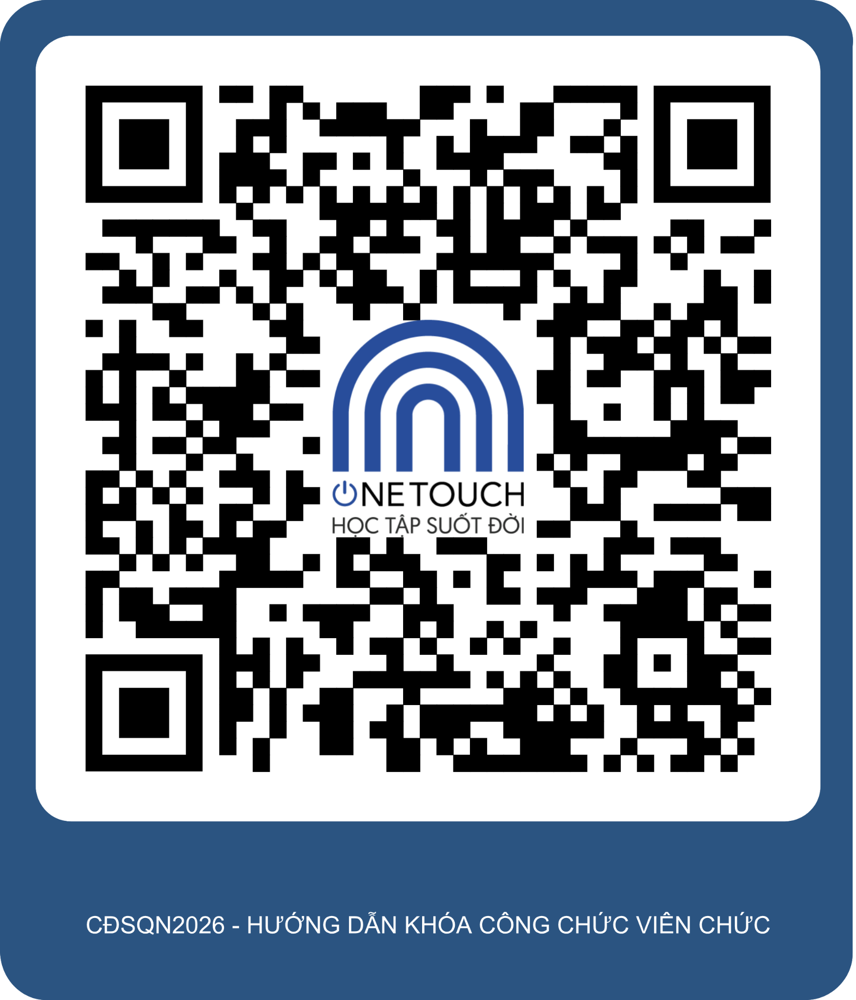 ONETOUCH
HỌC TẬP SUỐT ĐỜI
CĐSQN2026 - HƯỚNG DẪN KHÓA CÔNG CHỨC VIÊN CHỨC